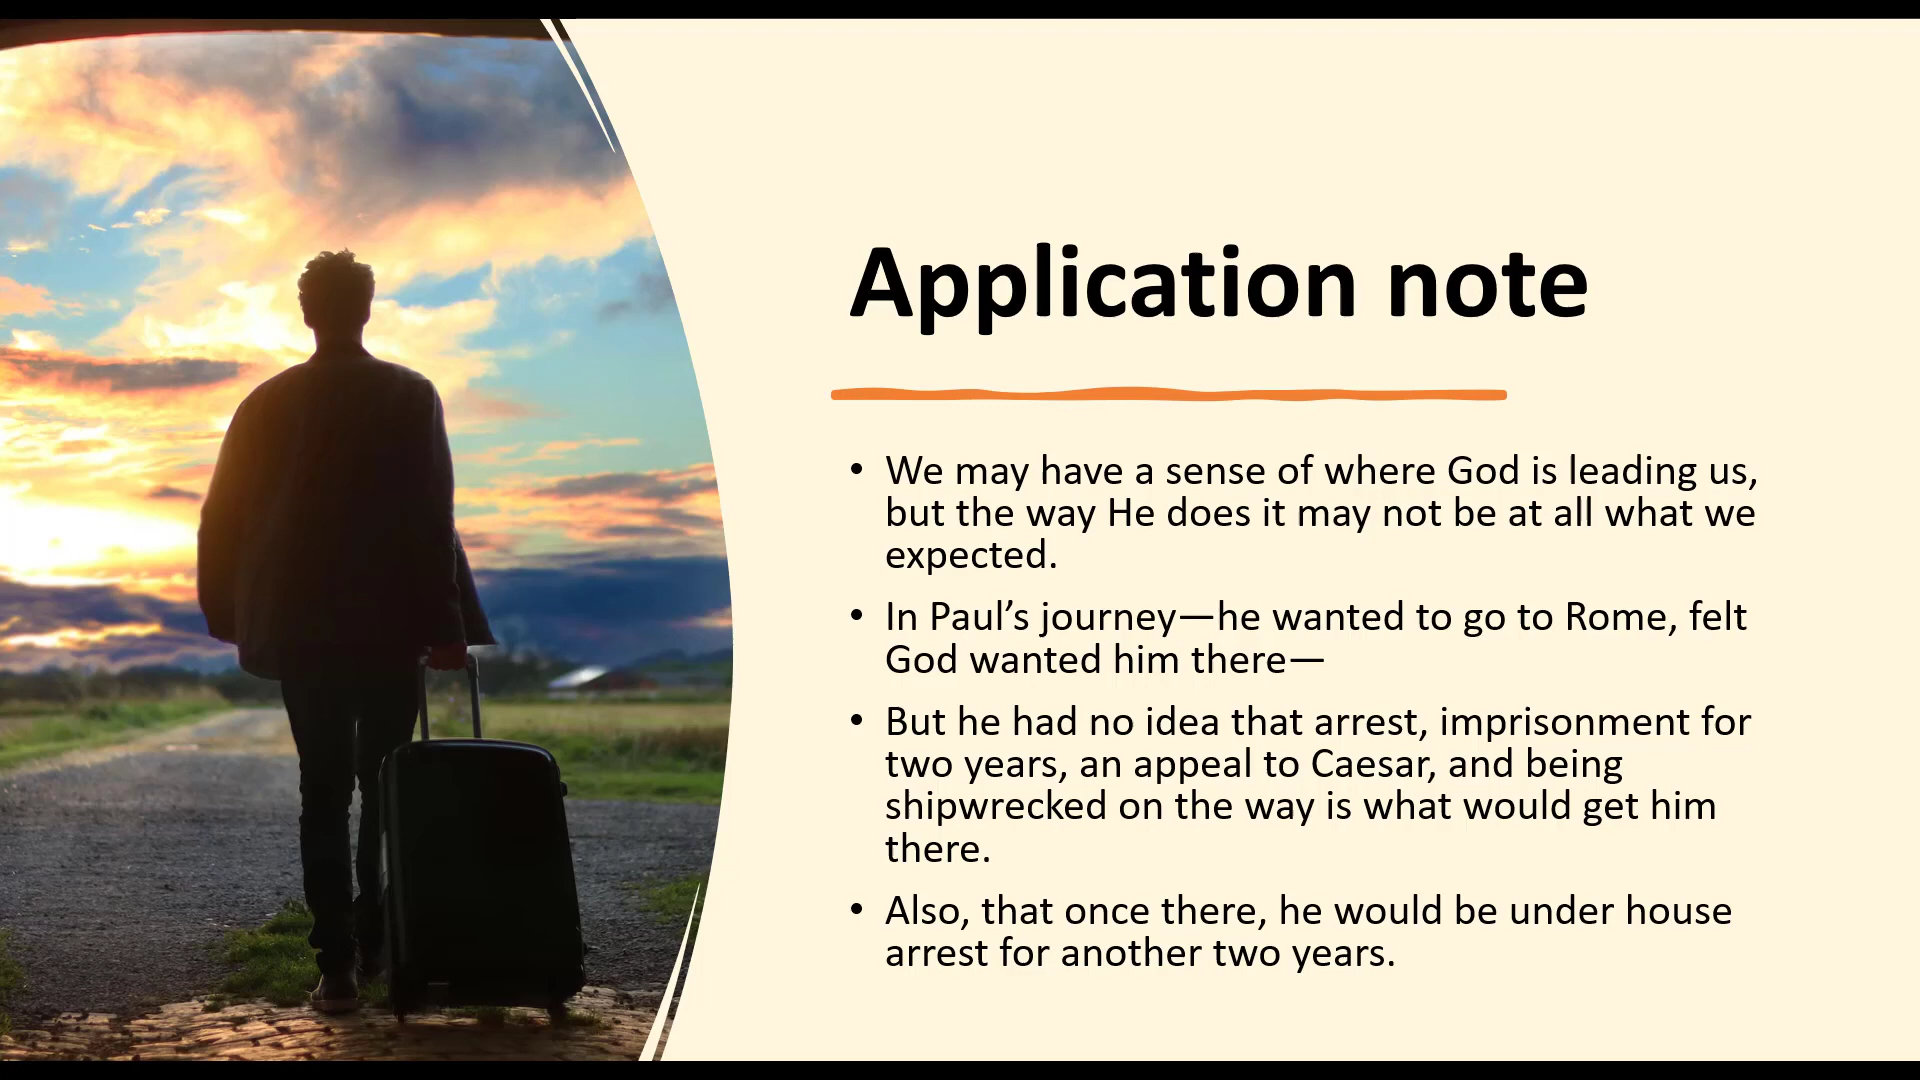 Application note
• We may have a sense of where God is leading us,
but the way He does it may not be at all what we
expected.
• In Paul’s journey—he wanted to go to Rome, felt
God wanted him there—
• But he had no idea that arrest, imprisonment for
two years, an appeal to Caesar, and being
shipwrecked on the way is what would get him
there.
• Also, that once there, he would be under house
arrest for another two years.